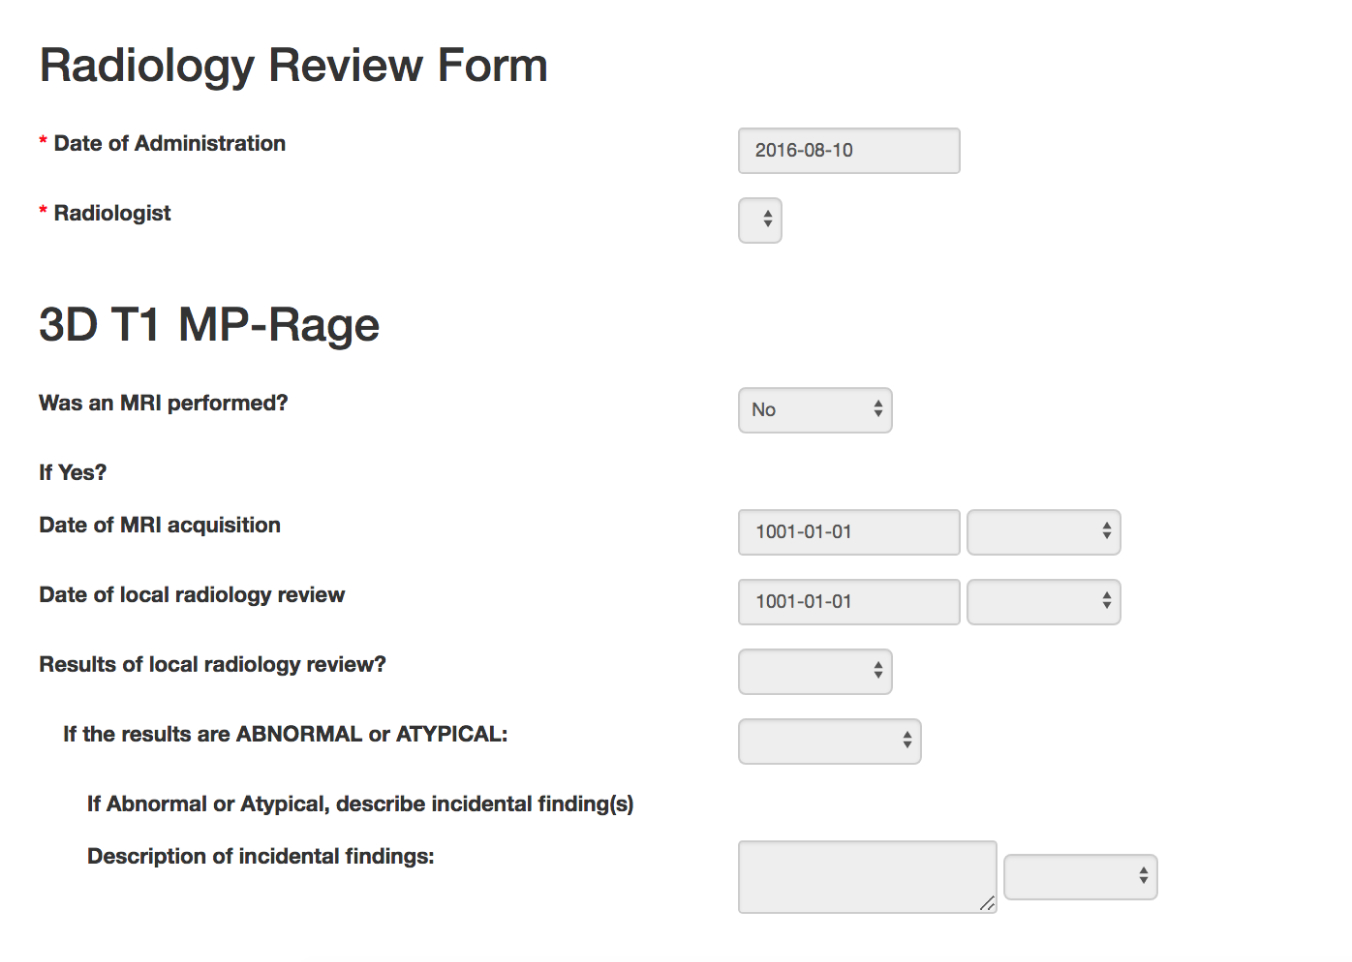 Radiology Review Form
* Date of Administration 2016-08-10
* Radiologist
3D T1 MP-Rage
Was an MRI performed? No
If Yes?
Date of MRI acquisition 1001-01-01
Date of local radiology review 1001-01-01
Results of local radiology review?
If the results are ABNORMAL or ATYPICAL:
If Abnormal or Atypical, describe incidental finding(s)
Description of incidental findings: